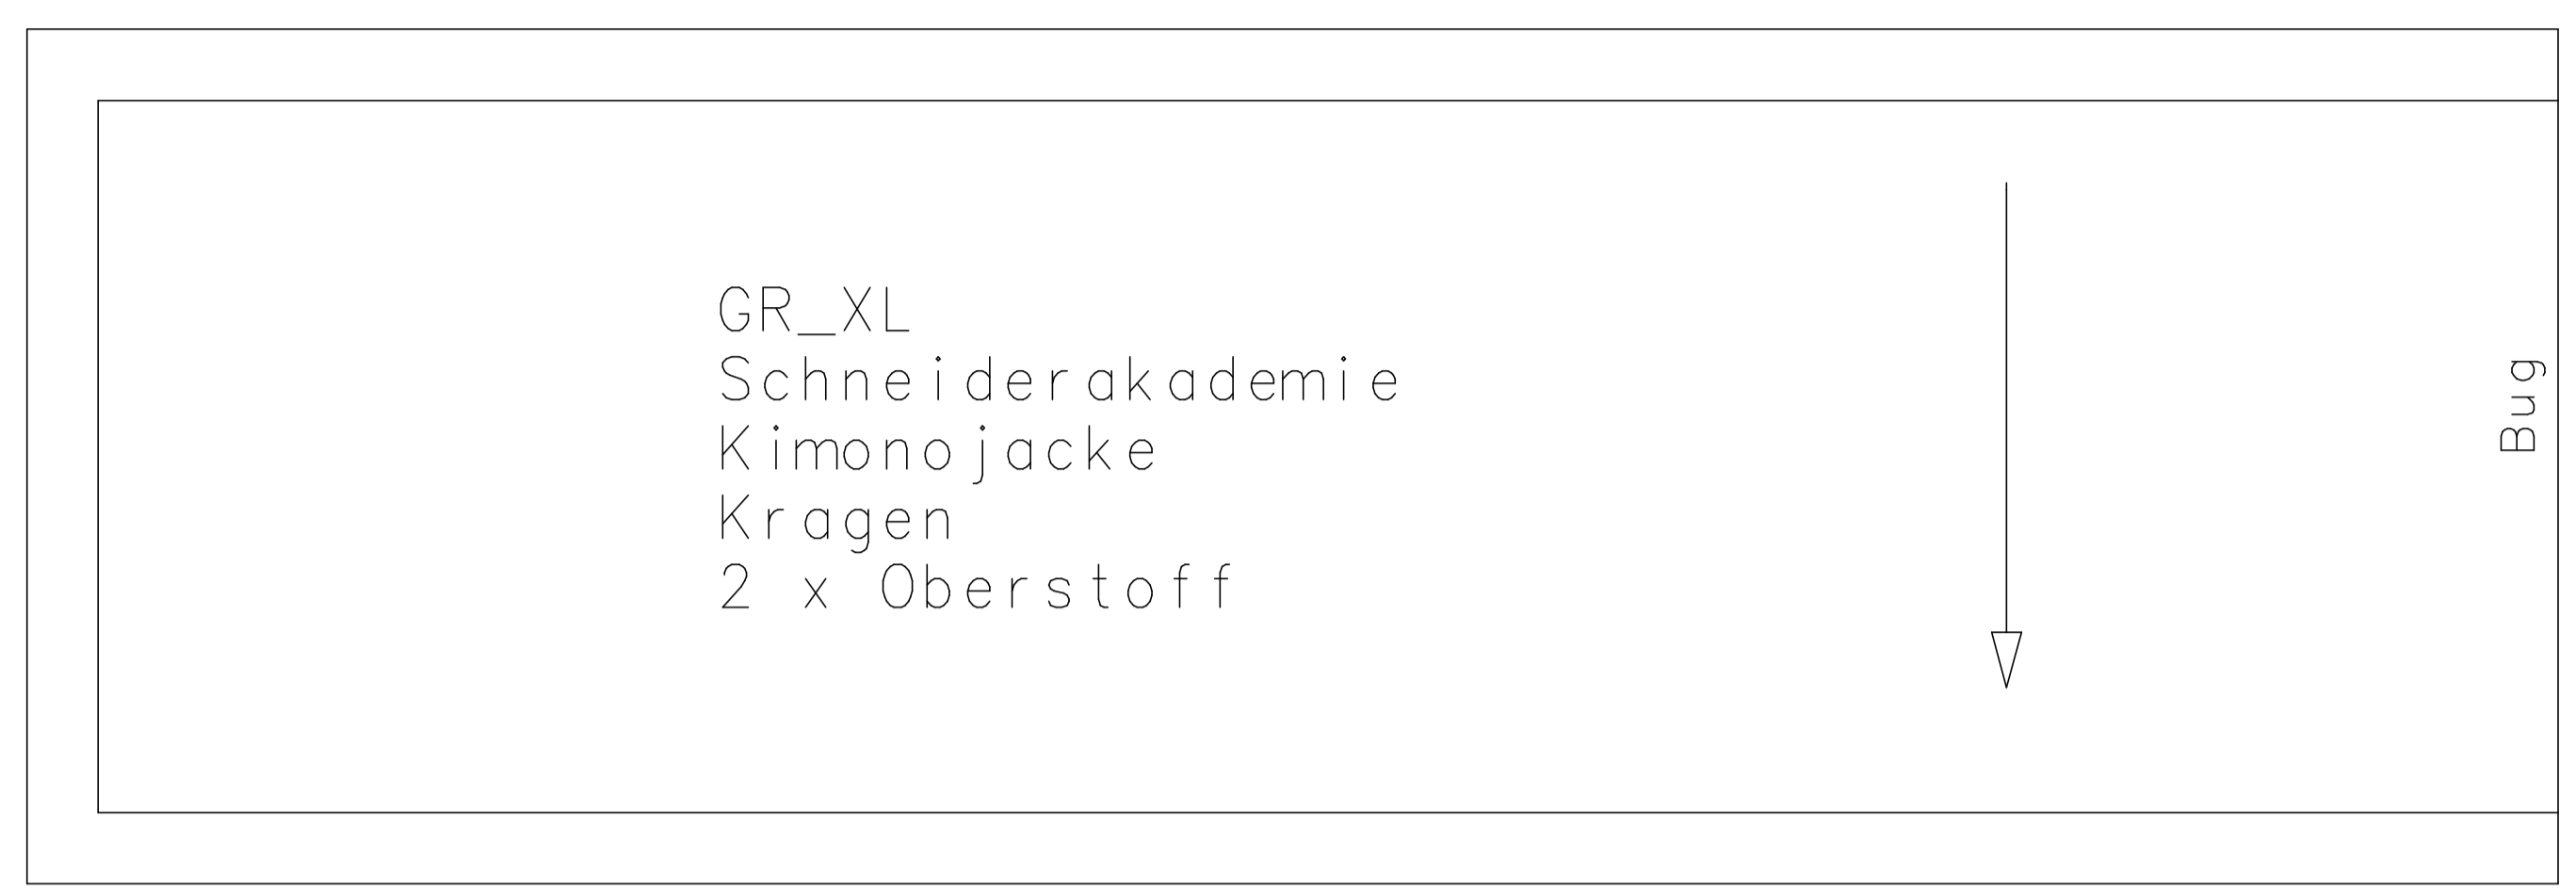 GR_XL
Schneiderakademie
Kimonojacke
Kragen
2 x Oberstoff
Bug